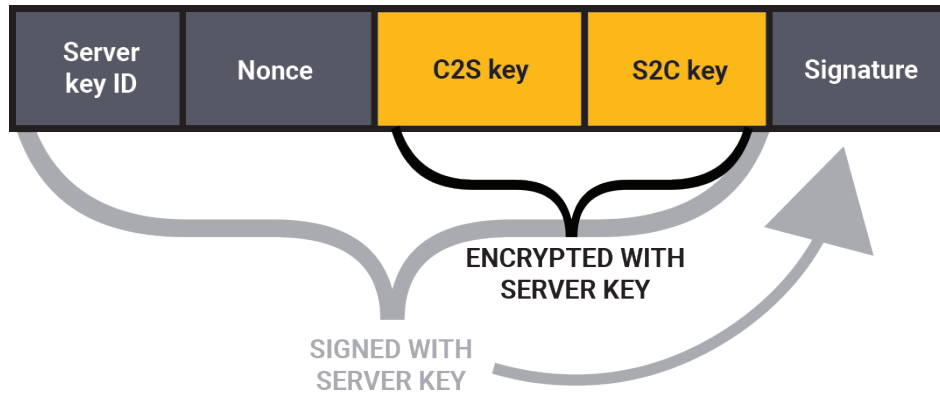 Server
key ID
Nonce
C2S key
S2C key
Signature
ENCRYPTED WITH
SERVER KEY
SIGNED WITH
SERVER KEY